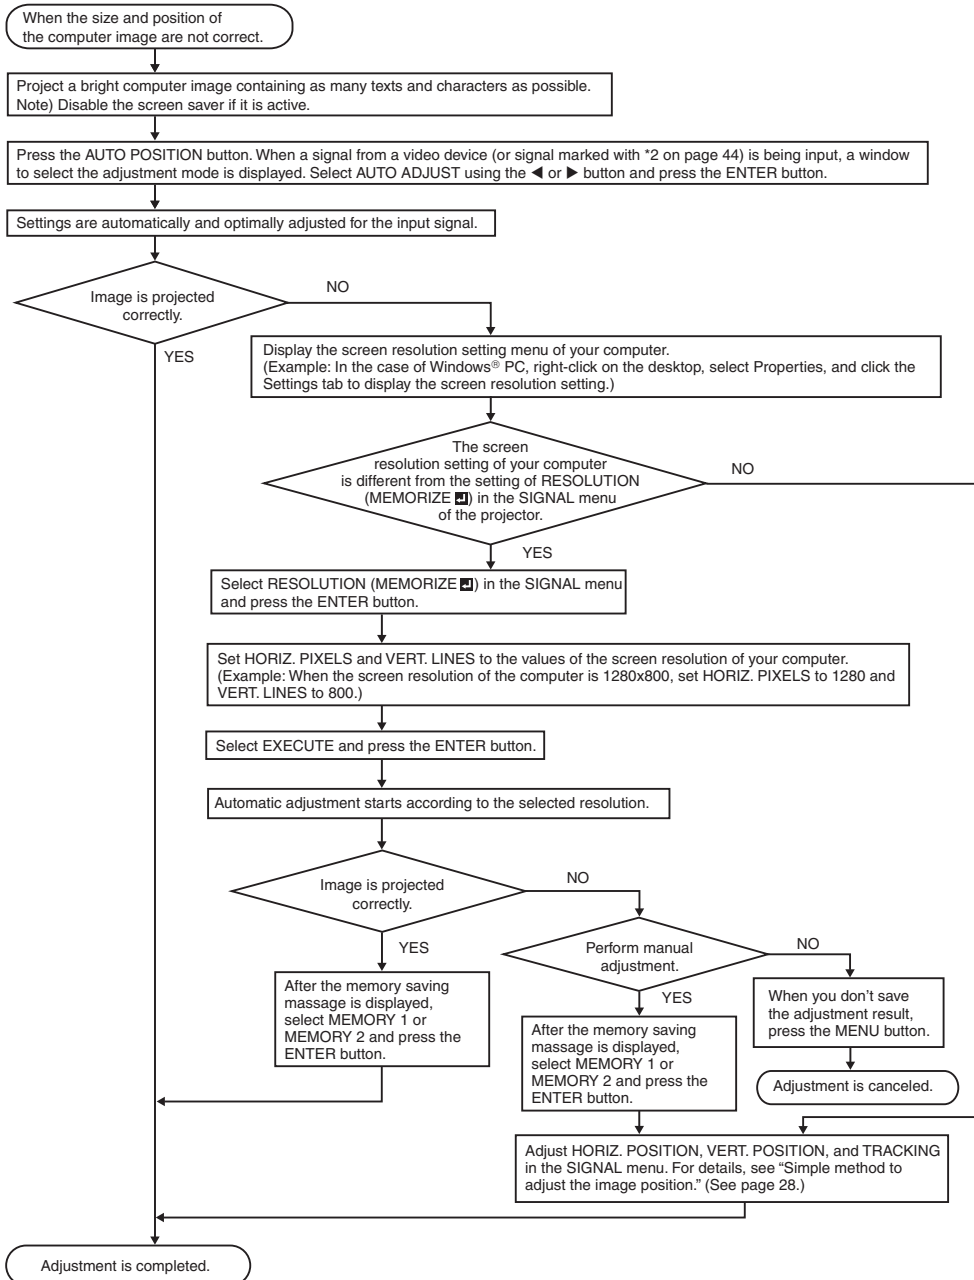 When the size and position of
the computer image are not correct.
Project a bright computer image containing as many texts and characters as possible.
Note) Disable the screen saver if it is active.
Press the AUTO POSITION button. When a signal from a video device (or signal marked with *2 on page 44) is being input, a window
to select the adjustment mode is displayed. Select AUTO ADJUST using the ◀ or ▶ button and press the ENTER button.
Settings are automatically and optimally adjusted for the input signal.
Image is projected
correctly.
NO
YES
Display the screen resolution setting menu of your computer.
(Example: In the case of Windows® PC, right-click on the desktop, select Properties, and click the
Settings tab to display the screen resolution setting.)
The screen
resolution setting of your computer
is different from the setting of RESOLUTION
(MEMORIZE ↵) in the SIGNAL menu
of the projector.
NO
YES
Select RESOLUTION (MEMORIZE ↵) in the SIGNAL menu
and press the ENTER button.
Set HORIZ. PIXELS and VERT. LINES to the values of the screen resolution of your computer.
(Example: When the screen resolution of the computer is 1280x800, set HORIZ. PIXELS to 1280 and
VERT. LINES to 800.)
Select EXECUTE and press the ENTER button.
Automatic adjustment starts according to the selected resolution.
Image is projected
correctly.
NO
YES
After the memory saving
massage is displayed,
select MEMORY 1 or
MEMORY 2 and press the
ENTER button.
Perform manual
adjustment.
NO
YES
After the memory saving
massage is displayed,
select MEMORY 1 or
MEMORY 2 and press the
ENTER button.
When you don't save
the adjustment result,
press the MENU button.
Adjustment is canceled.
Adjust HORIZ. POSITION, VERT. POSITION, and TRACKING
in the SIGNAL menu. For details, see “Simple method to
adjust the image position.” (See page 28.)
Adjustment is completed.